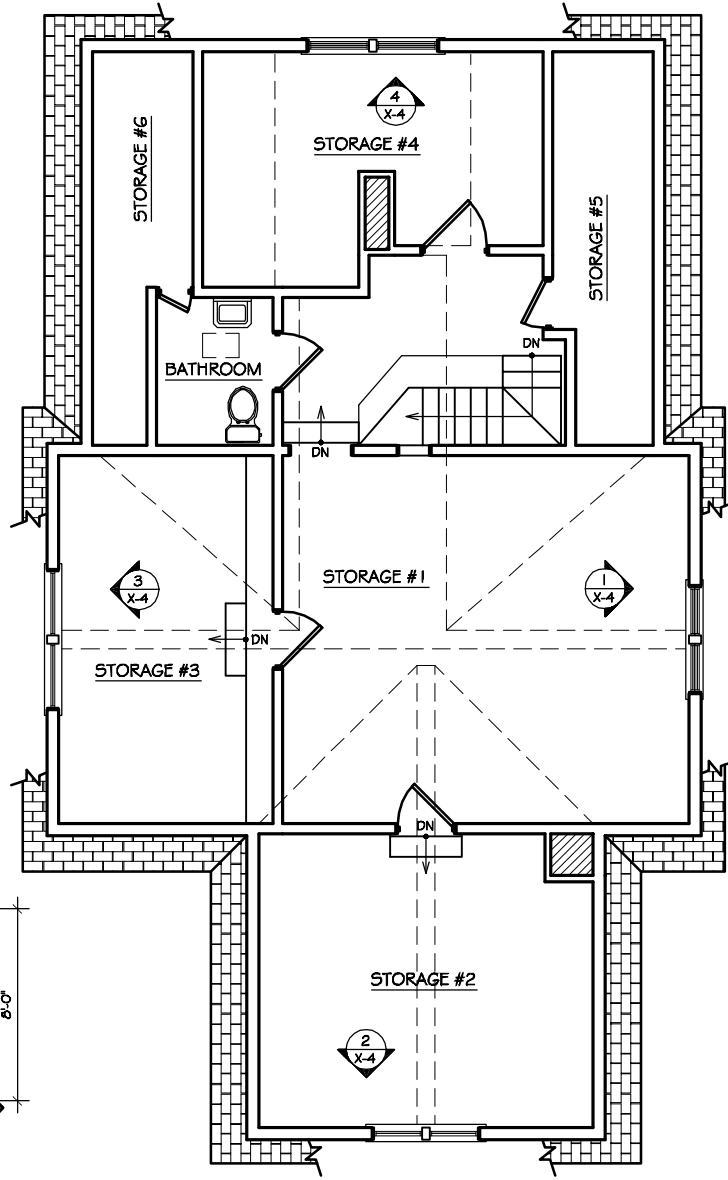 4
X-4
STORAGE #4
STORAGE #6
STORAGE #5
DN
BATHROOM
DN
STORAGE #1
3
X-4
1
X-4
DN
STORAGE #3
DN
8'-0"
STORAGE #2
2
X-4